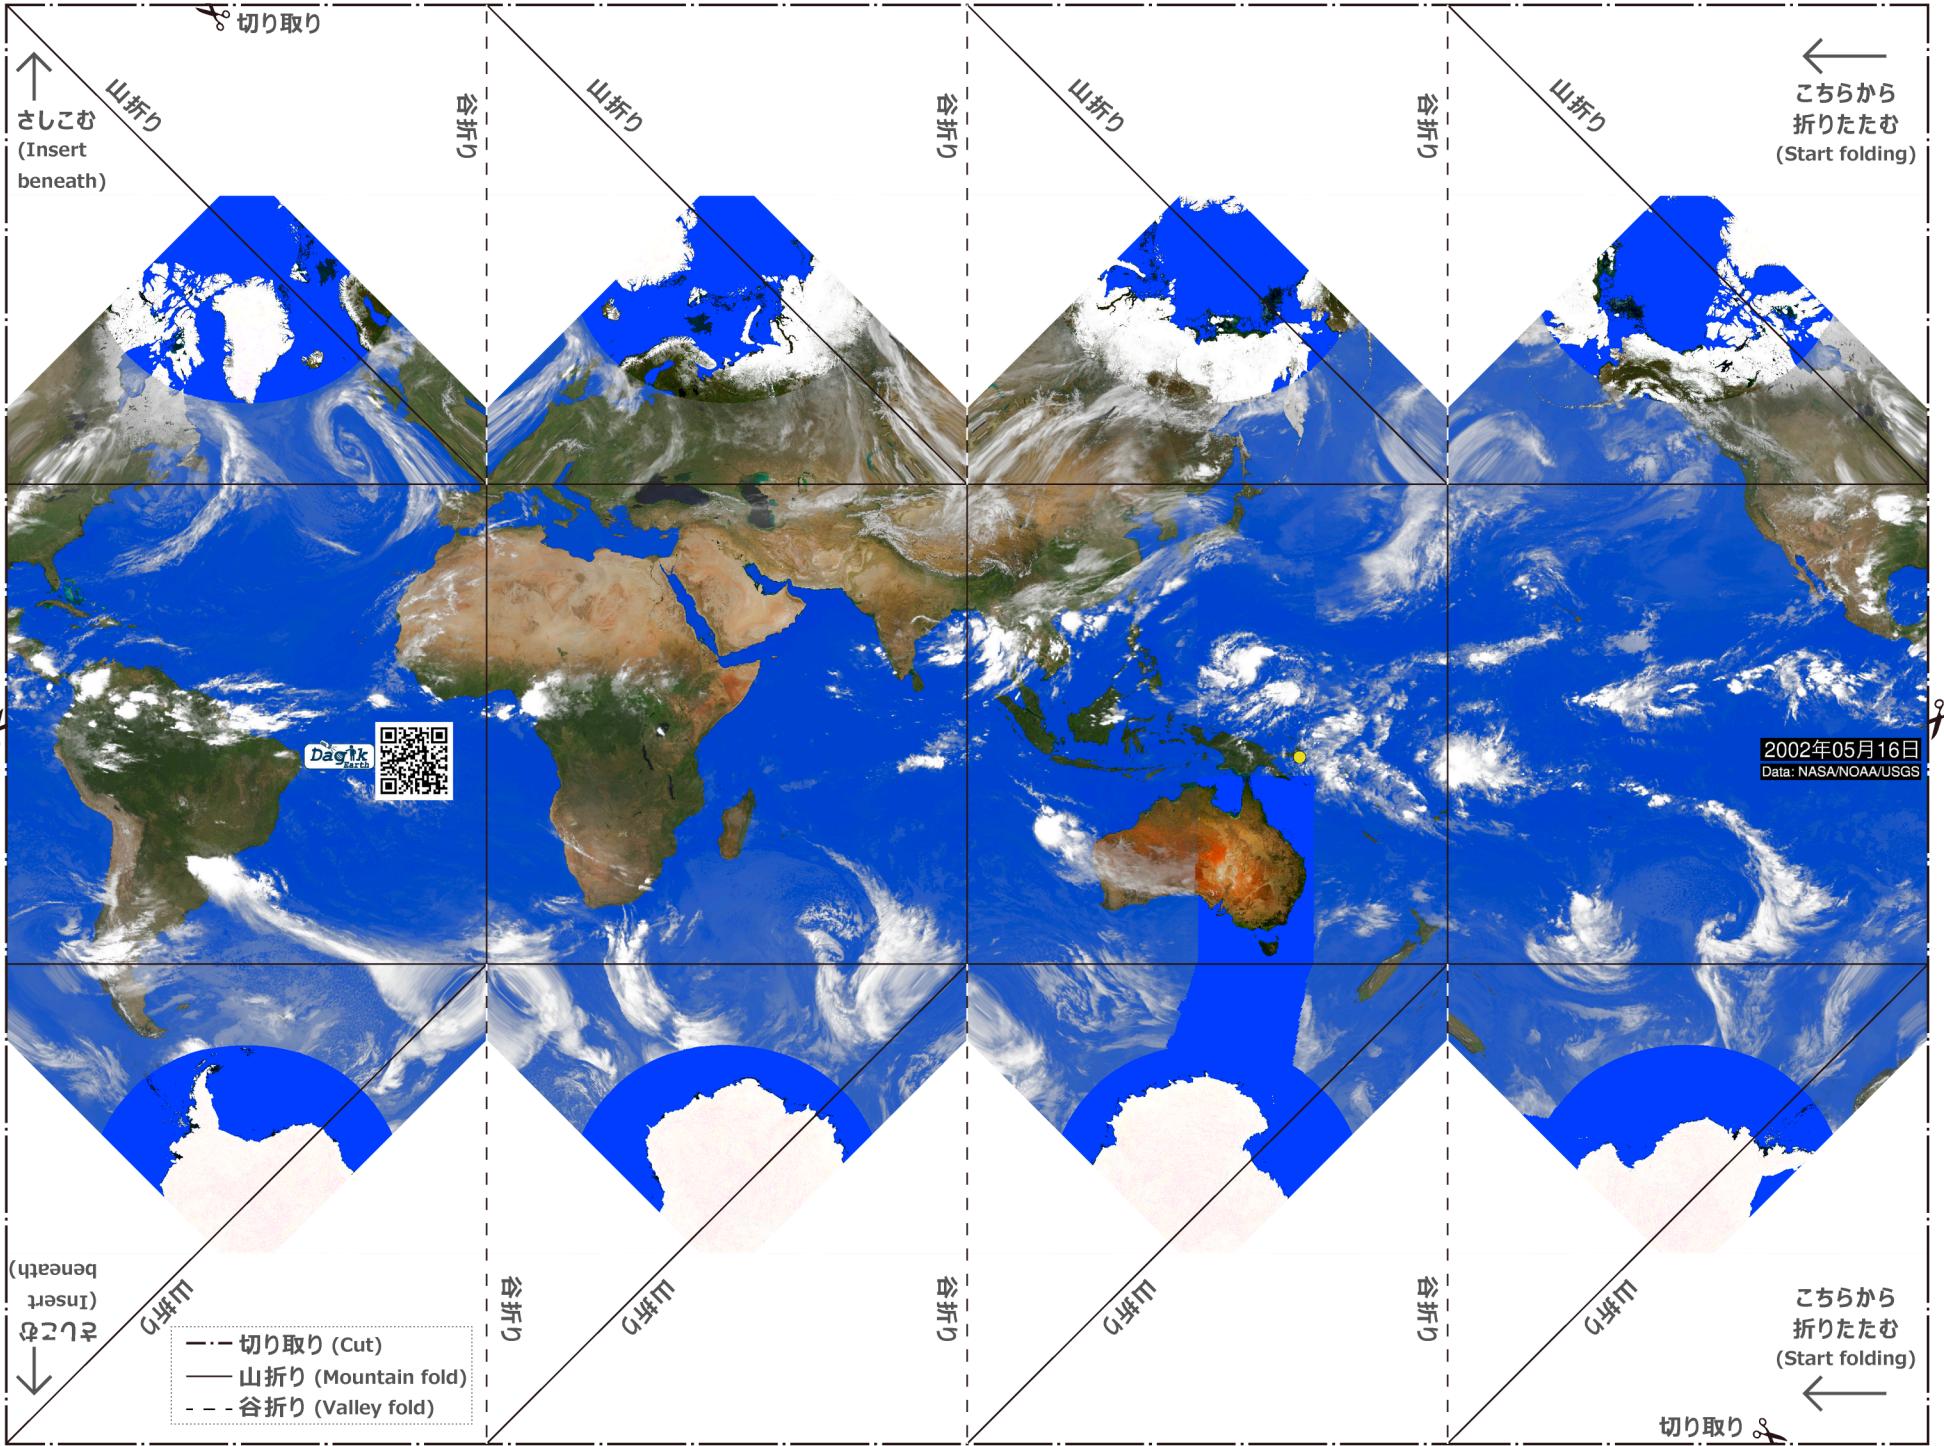 切り取り
山折り
谷折り
山折り
谷折り
山折り
谷折り
山折り
さしこむ
(Insert
beneath)
こちらから
折りたたむ
(Start folding)
Dagik
Earth
2002年05月16日
Data: NASA/NOAA/USGS
さしこむ
(Insert
beneath)
山折り
谷折り
山折り
谷折り
山折り
谷折り
山折り
切り取り (Cut)
山折り (Mountain fold)
谷折り (Valley fold)
こちらから
折りたたむ
(Start folding)
切り取り